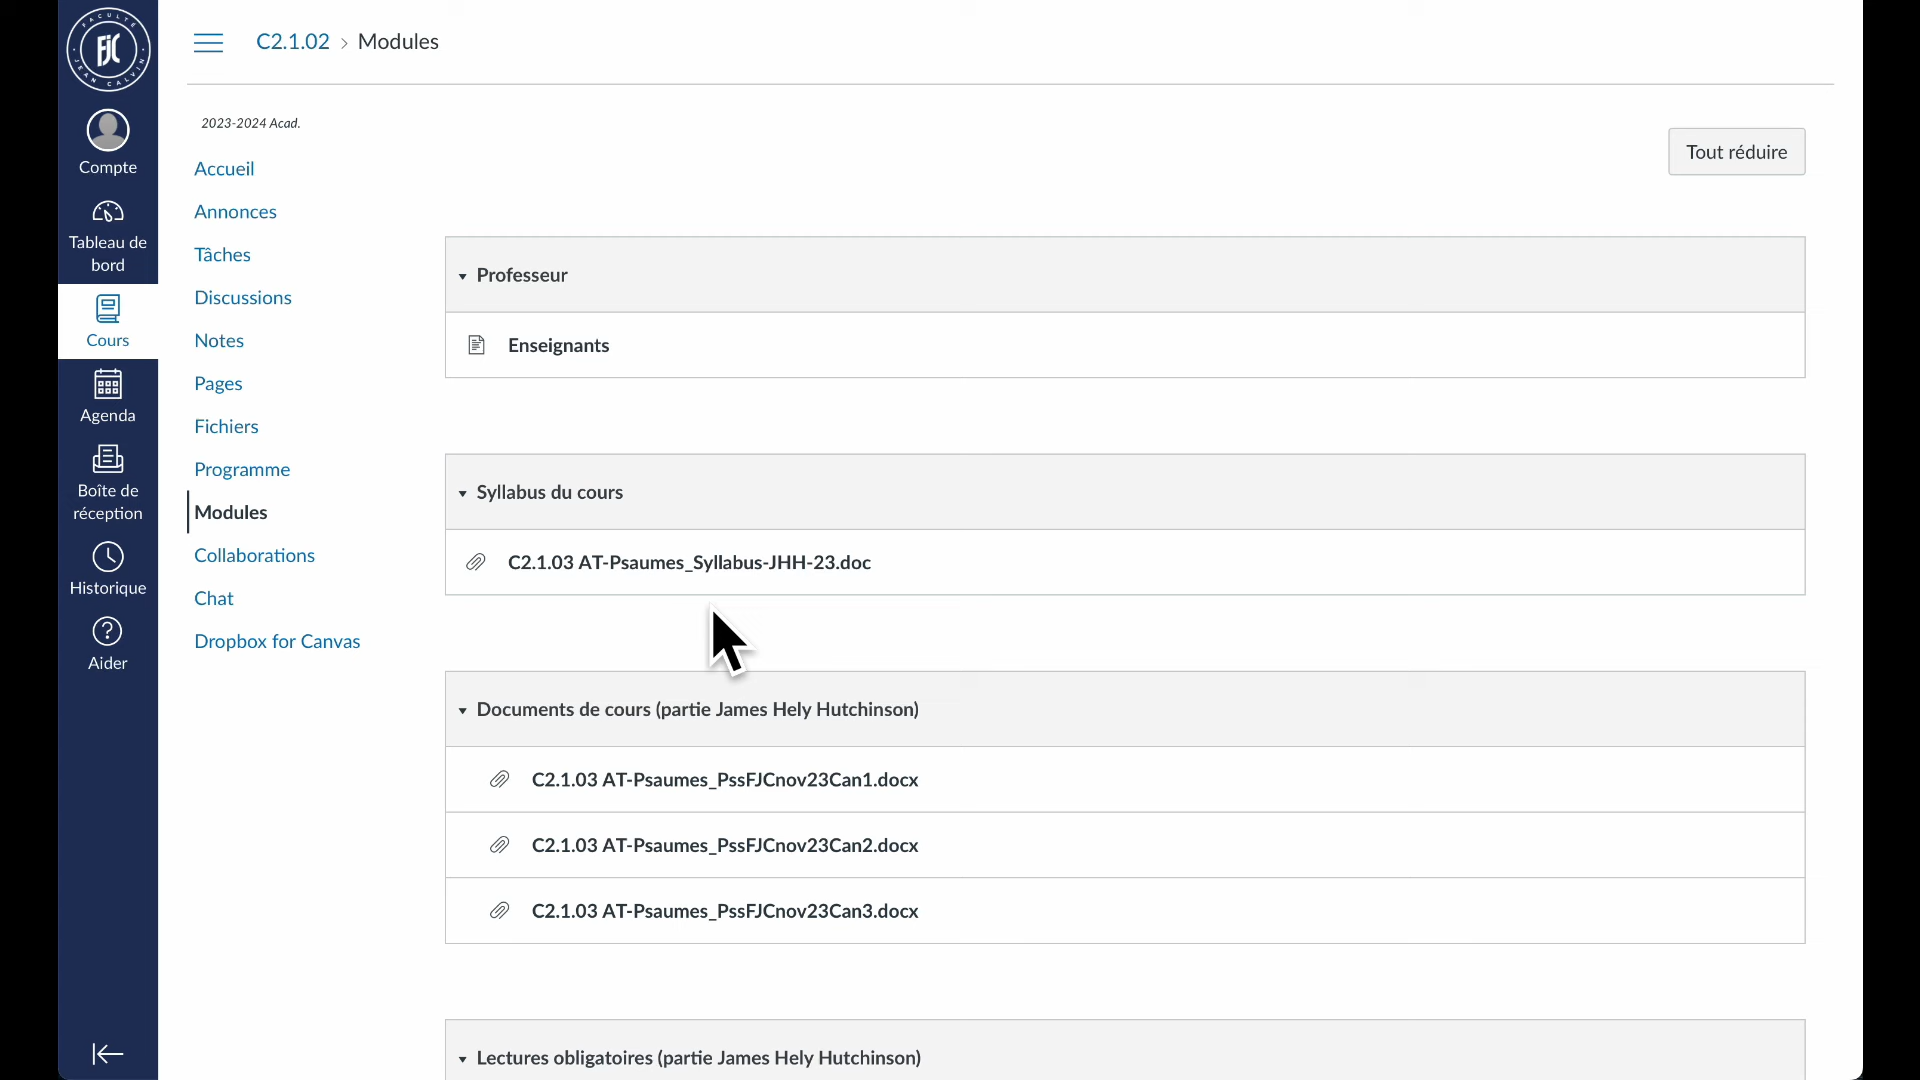 FACULTÉ
FJC
JEAN CALVIN
Compte
Tableau de
bord
Cours
Agenda
Boîte de
réception
Historique
Aider
C2.1.02 › Modules
2023-2024 Acad.
Accueil
Annonces
Tâches
Discussions
Notes
Pages
Fichiers
Programme
Modules
Collaborations
Chat
Dropbox for Canvas
Tout réduire
Professeur
Enseignants
Syllabus du cours
C2.1.03 AT-Psaumes_Syllabus-JHH-23.doc
Documents de cours (partie James Hely Hutchinson)
C2.1.03 AT-Psaumes_PssFJCnov23Can1.docx
C2.1.03 AT-Psaumes_PssFJCnov23Can2.docx
C2.1.03 AT-Psaumes_PssFJCnov23Can3.docx
Lectures obligatoires (partie James Hely Hutchinson)